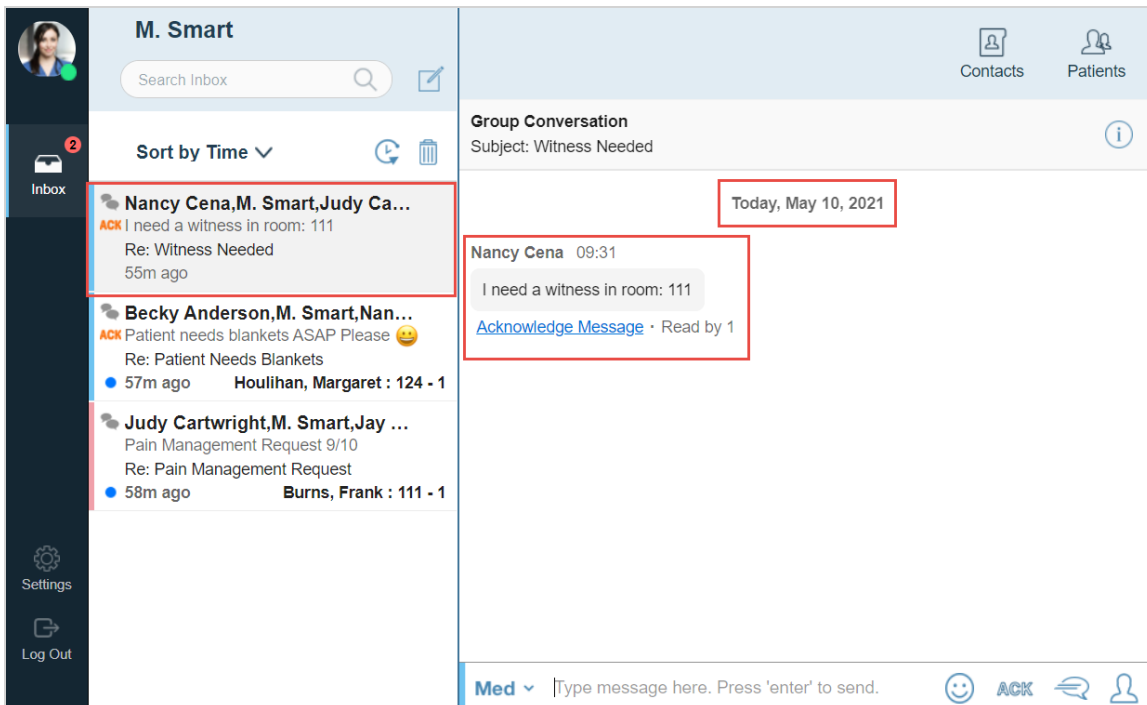 M. Smart
Search Inbox
Contacts
Patients
2
Inbox
Sort by Time
Nancy Cena,M. Smart,Judy Ca...
ACK I need a witness in room: 111
Re: Witness Needed
55m ago
Becky Anderson,M. Smart,Nan...
ACK Patient needs blankets ASAP Please 😀
Re: Patient Needs Blankets
57m ago Houlihan, Margaret : 124 - 1
Judy Cartwright,M. Smart,Jay ...
Pain Management Request 9/10
Re: Pain Management Request
58m ago Burns, Frank : 111 - 1
Settings
Log Out
Group Conversation
Subject: Witness Needed
Today, May 10, 2021
Nancy Cena 09:31
I need a witness in room: 111
Acknowledge Message · Read by 1
Med Type message here. Press 'enter' to send. ACK